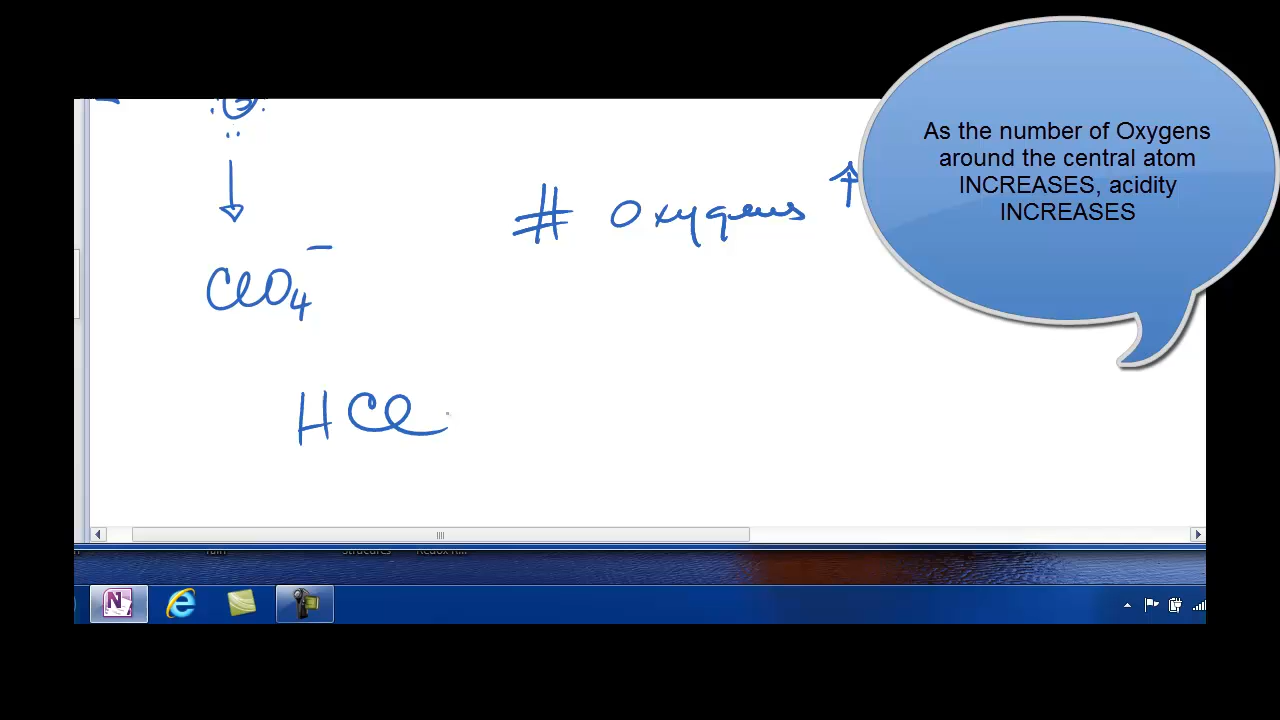 # Oxygens ↑
ClO4 −
HCl
As the number of Oxygens
around the central atom
INCREASES, acidity
INCREASES